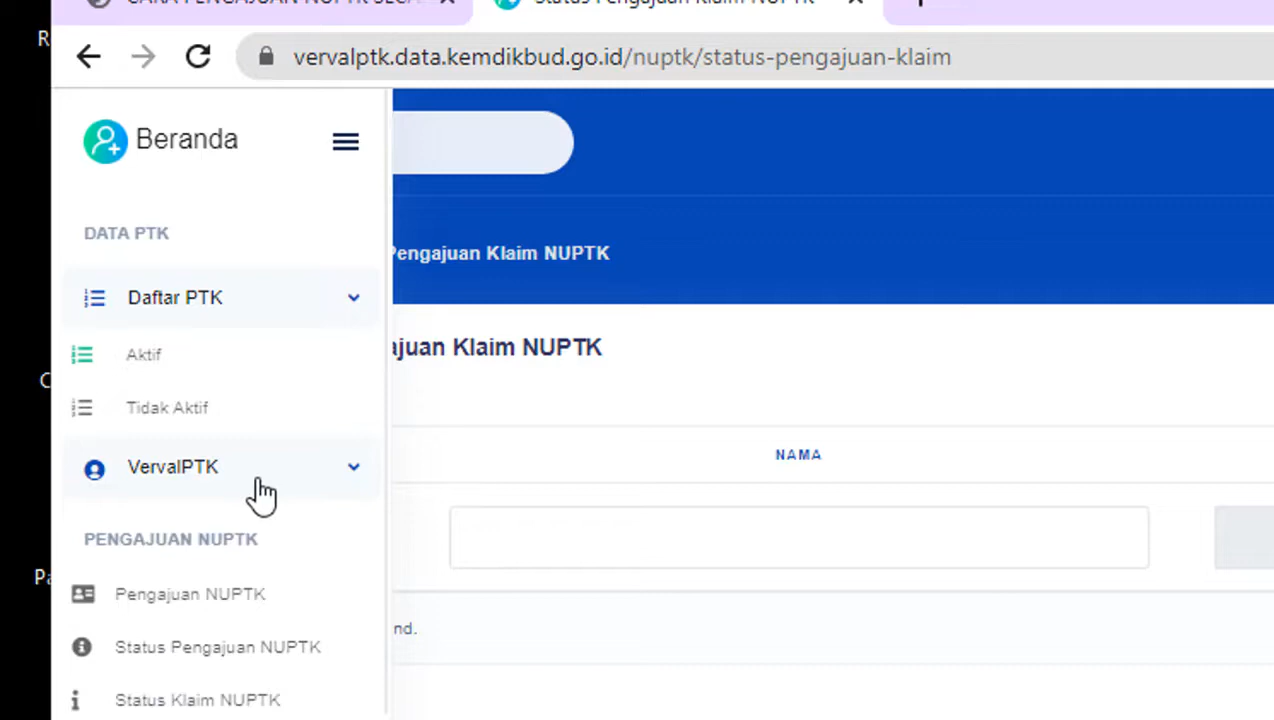 vervalptk.data.kemdikbud.go.id/nuptk/status-pengajuan-klaim
Beranda
DATA PTK
Daftar PTK
Aktif
Tidak Aktif
VervalPTK
PENGAJUAN NUPTK
Pengajuan NUPTK
Status Pengajuan NUPTK
Status Klaim NUPTK
Pengajuan Klaim NUPTK
ajuan Klaim NUPTK
NAMA
nd.